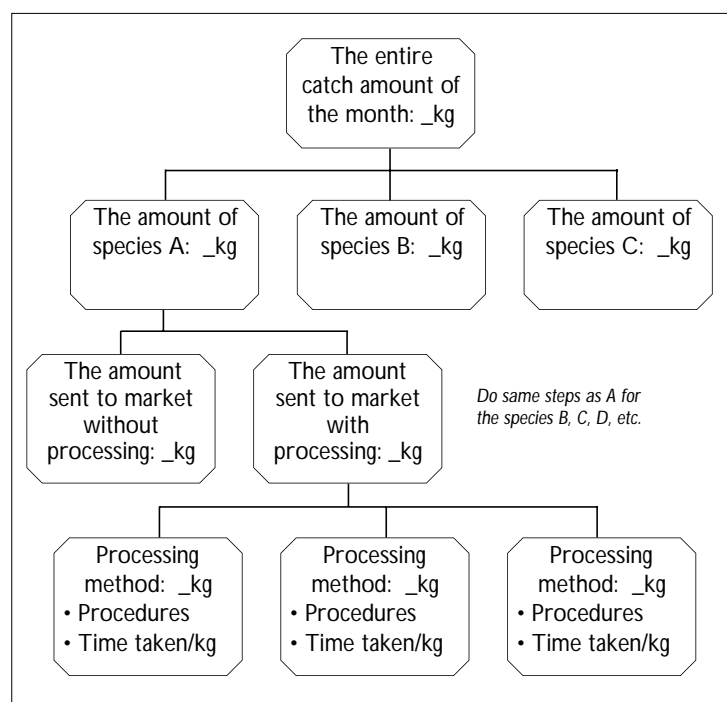 The entire
catch amount of
the month: _kg
The amount of
species A: _kg
The amount of
species B: _kg
The amount of
species C: _kg
The amount
sent to market
without
processing: _kg
The amount
sent to market
with
processing: _kg
Do same steps as A for
the species B, C, D, etc.
Processing
method: _kg
• Procedures
• Time taken/kg
Processing
method: _kg
• Procedures
• Time taken/kg
Processing
method: _kg
• Procedures
• Time taken/kg